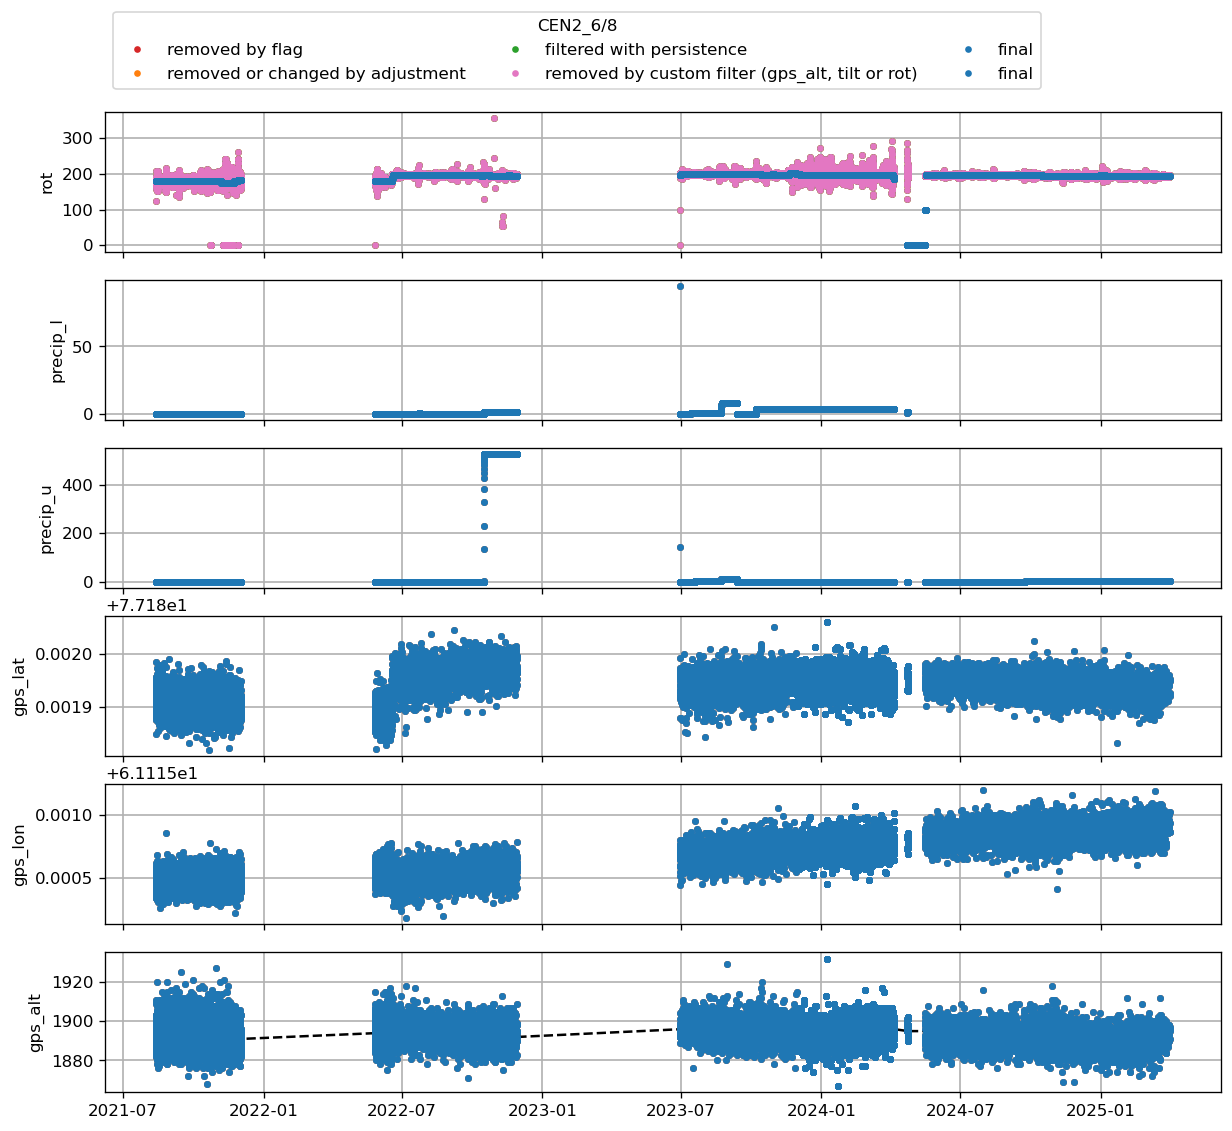 CEN2_6/8
removed by flag
filtered with persistence
final
removed or changed by adjustment
removed by custom filter (gps_alt, tilt or rot)
final
300
200
100
0
rot
50
0
precip_l
400
200
0
precip_u
+7.718e1
0.0020
0.0019
gps_lat
+6.1115e1
0.0010
0.0005
gps_lon
1920
1900
1880
gps_alt
2021-07
2022-01
2022-07
2023-01
2023-07
2024-01
2024-07
2025-01